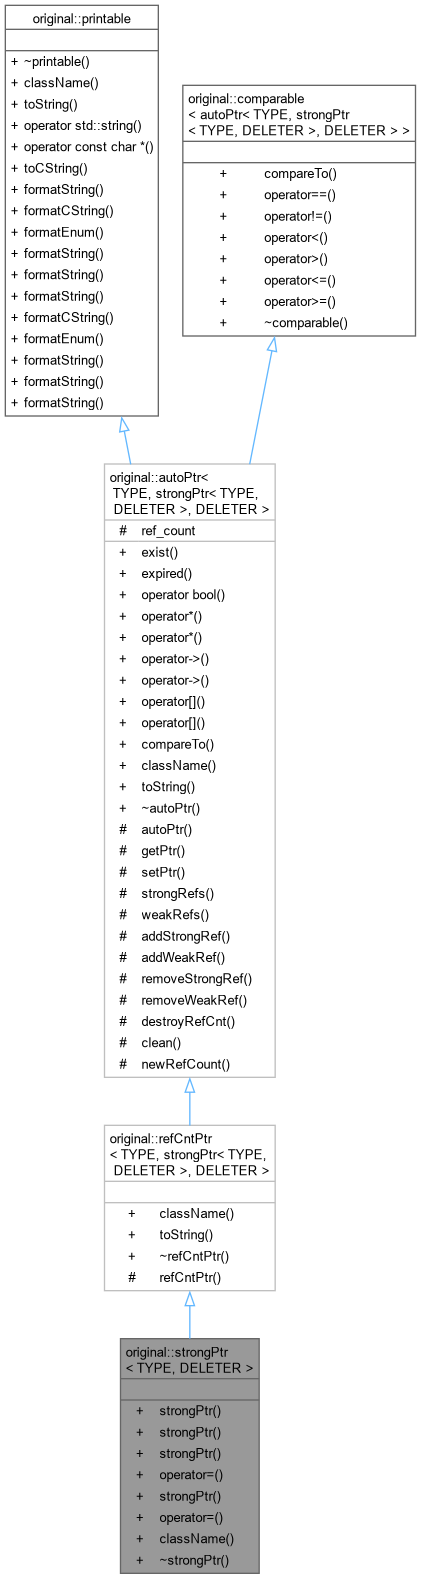 original::printable
+ ~printable()
+ className()
+ toString()
+ operator std::string()
+ operator const char *()
+ toCString()
+ formatString()
+ formatCString()
+ formatEnum()
+ formatString()
+ formatString()
+ formatString()
+ formatCString()
+ formatEnum()
+ formatString()
+ formatString()
+ formatString()
original::comparable
< autoPtr< TYPE, strongPtr
< TYPE, DELETER >, DELETER > >
+ compareTo()
+ operator==()
+ operator!=()
+ operator<()
+ operator>()
+ operator<=()
+ operator>=()
+ ~comparable()
original::autoPtr<
TYPE, strongPtr< TYPE,
DELETER >, DELETER >
# ref_count
+ exist()
+ expired()
+ operator bool()
+ operator*()
+ operator*()
+ operator->()
+ operator->()
+ operator[]()
+ operator[]()
+ compareTo()
+ className()
+ toString()
+ ~autoPtr()
# autoPtr()
# getPtr()
# setPtr()
# strongRefs()
# weakRefs()
# addStrongRef()
# addWeakRef()
# removeStrongRef()
# removeWeakRef()
# destroyRefCnt()
# clean()
# newRefCount()
original::refCntPtr
< TYPE, strongPtr< TYPE,
DELETER >, DELETER >
+ className()
+ toString()
+ ~refCntPtr()
# refCntPtr()
original::strongPtr
< TYPE, DELETER >
+ strongPtr()
+ strongPtr()
+ strongPtr()
+ operator=()
+ strongPtr()
+ operator=()
+ className()
+ ~strongPtr()